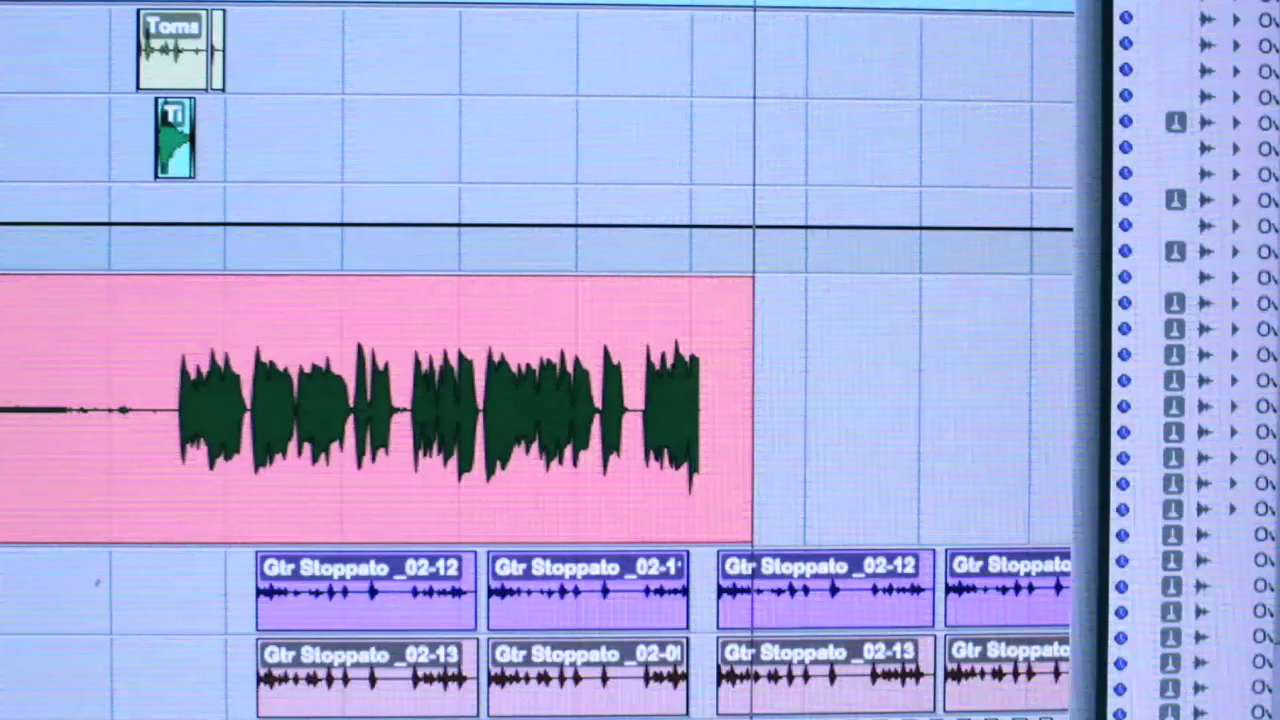 Toms
Gtr Stoppato _02-12
Gtr Stoppato _02-1
Gtr Stoppato _02-12
Gtr Stoppato
Gtr Stoppato _02-13
Gtr Stoppato _02-0
Gtr Stoppato _02-13
Gtr Stoppato